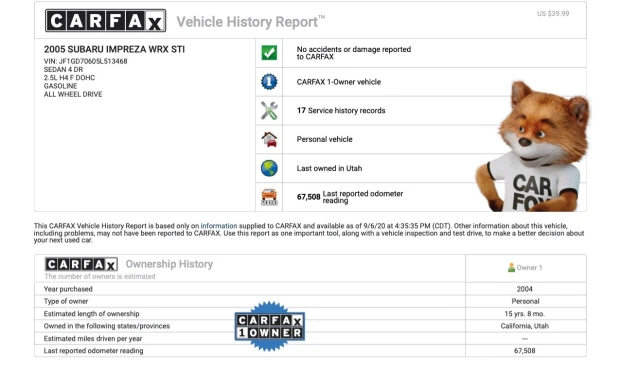 CARFAX Vehicle History Report™
US $39.99
2005 SUBARU IMPREZA WRX STI
VIN: JF1GD70605L513468
SEDAN 4 DR
2.5L H4 F DOHC
GASOLINE
ALL WHEEL DRIVE
No accidents or damage reported
to CARFAX
1
CARFAX 1-Owner vehicle
17 Service history records
Personal vehicle
Last owned in Utah
67,508 Last reported odometer
reading
CAR
FOX
This CARFAX Vehicle History Report is based only on information supplied to CARFAX and available as of 9/6/20 at 4:35:35 PM (CDT). Other information about this vehicle,
including problems, may not have been reported to CARFAX. Use this report as one important tool, along with a vehicle inspection and test drive, to make a better decision about
your next used car.
CARFAX Ownership History
The number of owners is estimated
Owner 1
Year purchased 2004
Type of owner Personal
Estimated length of ownership 15 yrs. 8 mo.
Owned in the following states/provinces California, Utah
Estimated miles driven per year ---
Last reported odometer reading 67,508
CARFAX
1 OWNER